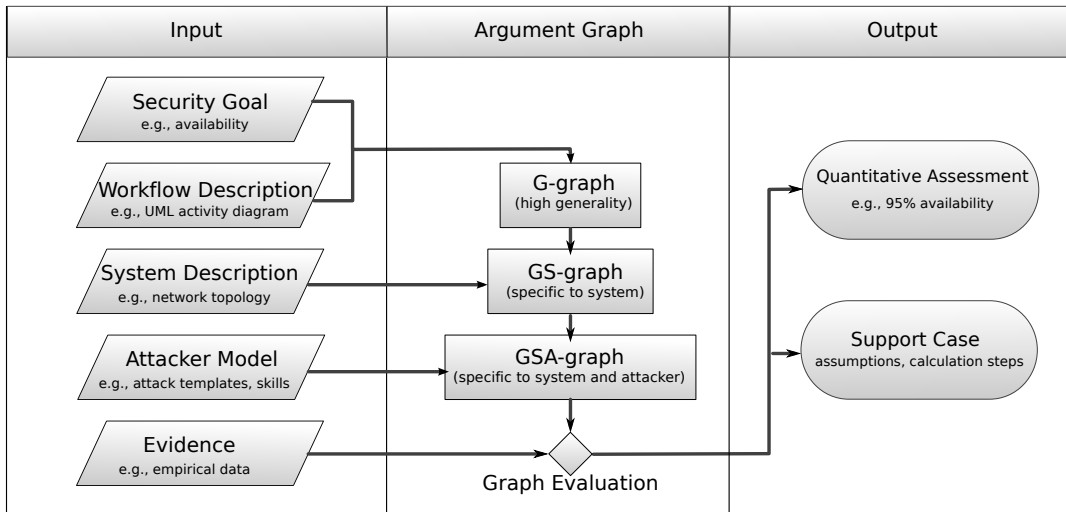 Input
Argument Graph
Output
Security Goal
e.g., availability
Workflow Description
e.g., UML activity diagram
System Description
e.g., network topology
Attacker Model
e.g., attack templates, skills
Evidence
e.g., empirical data
G-graph
(high generality)
GS-graph
(specific to system)
GSA-graph
(specific to system and attacker)
Graph Evaluation
Quantitative Assessment
e.g., 95% availability
Support Case
assumptions, calculation steps